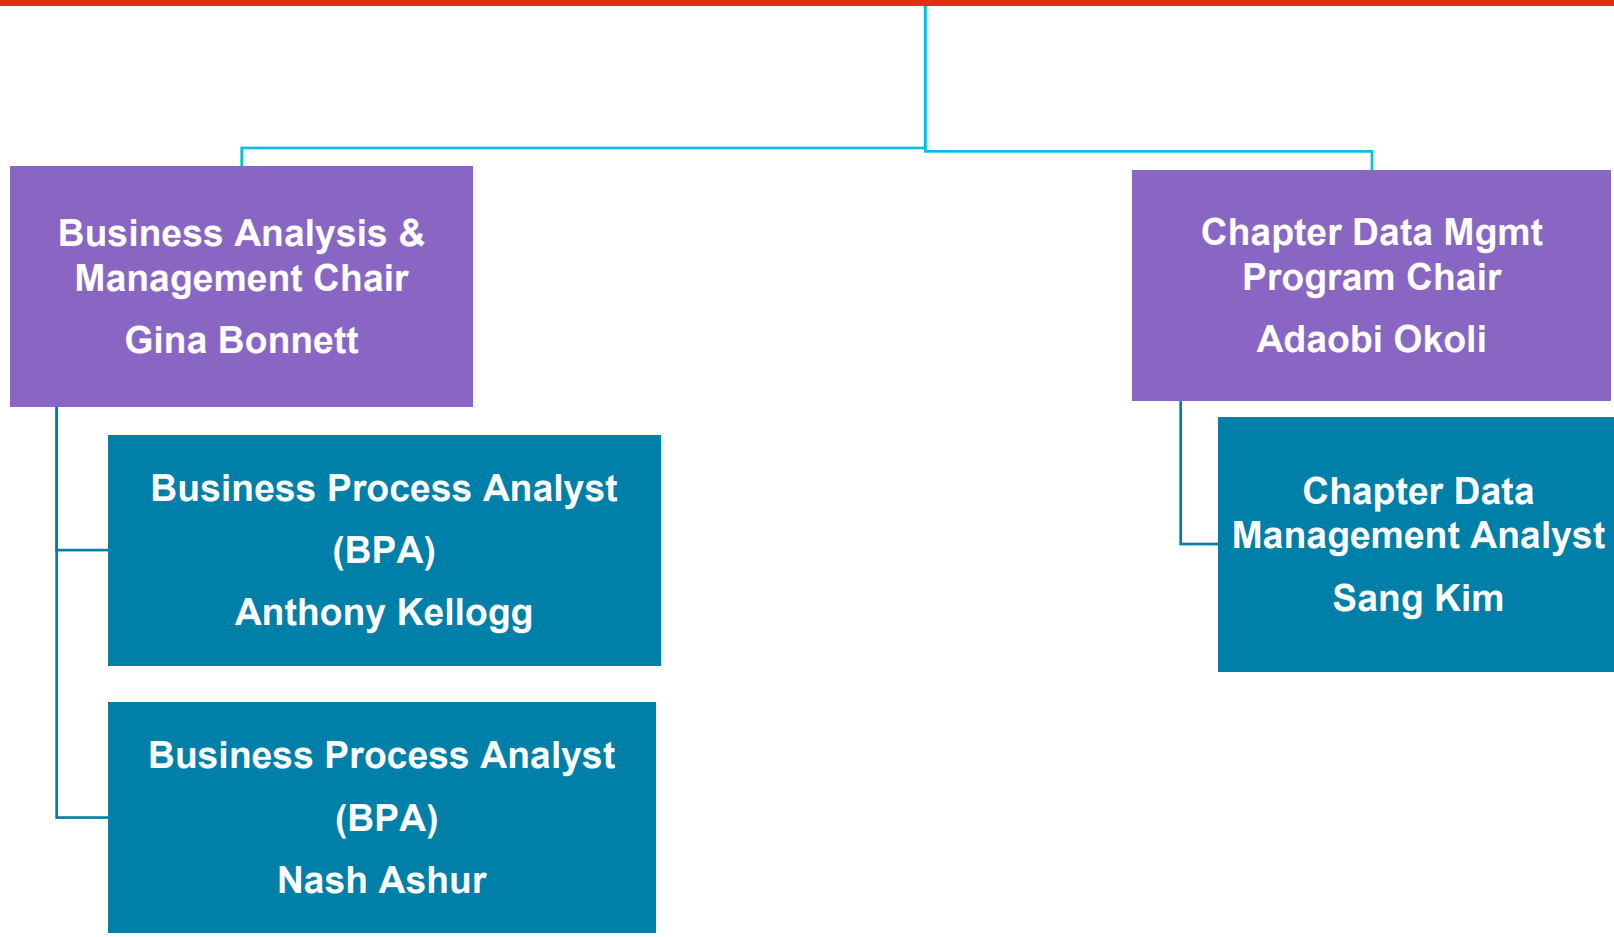 Business Analysis &
Management Chair
Gina Bonnett
Business Process Analyst
(BPA)
Anthony Kellogg
Business Process Analyst
(BPA)
Nash Ashur
Chapter Data Mgmt
Program Chair
Adaobi Okoli
Chapter Data
Management Analyst
Sang Kim